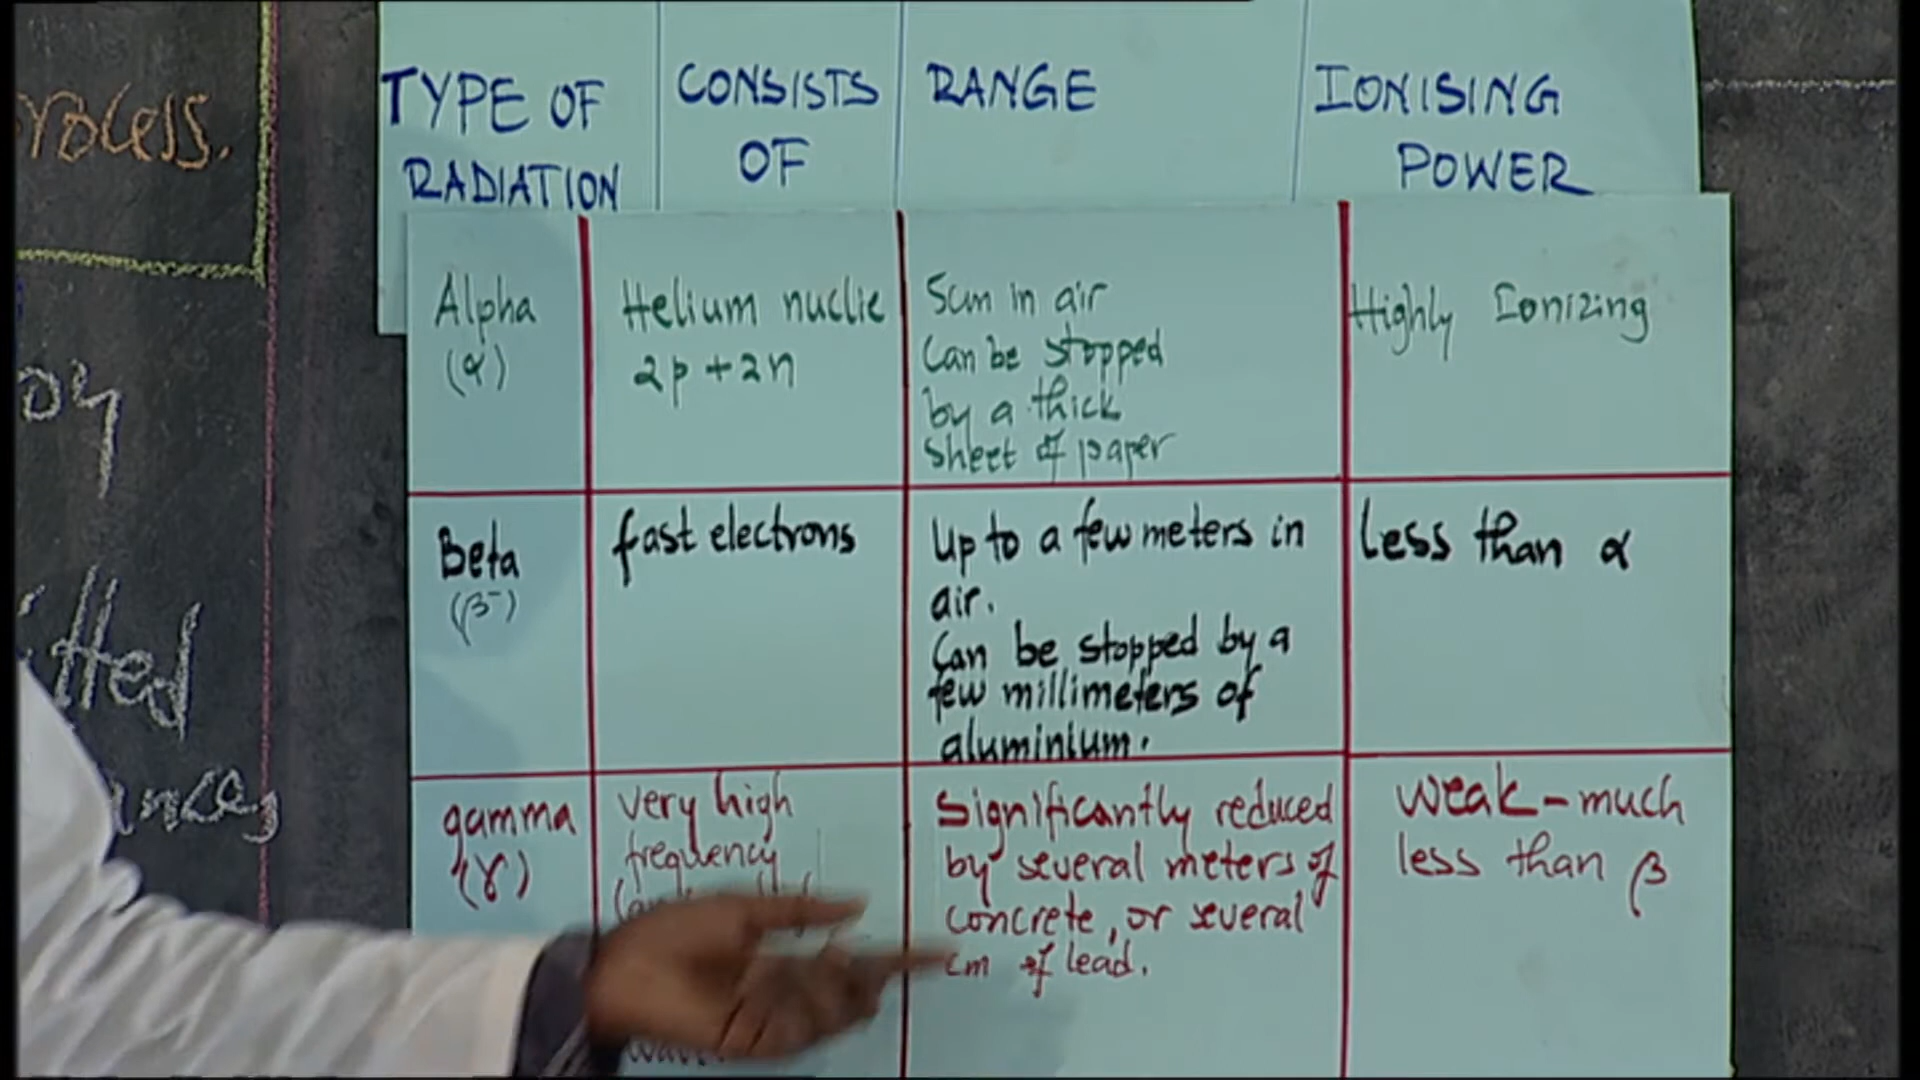 process.
TYPE OF
RADIATION
CONSISTS
OF
RANGE
IONISING
POWER
Alpha
(α)
Helium nuclie
2p + 2n
5cm in air
Can be stopped
by a thick
sheet of paper
Highly Ionizing
Beta
(β⁻)
fast electrons
Up to a few meters in
air.
Can be stopped by a
few millimeters of
aluminium.
less than α
gamma
(γ)
very high
frequency
Significantly reduced
by several meters of
concrete, or several
cm of lead.
weak - much
less than β